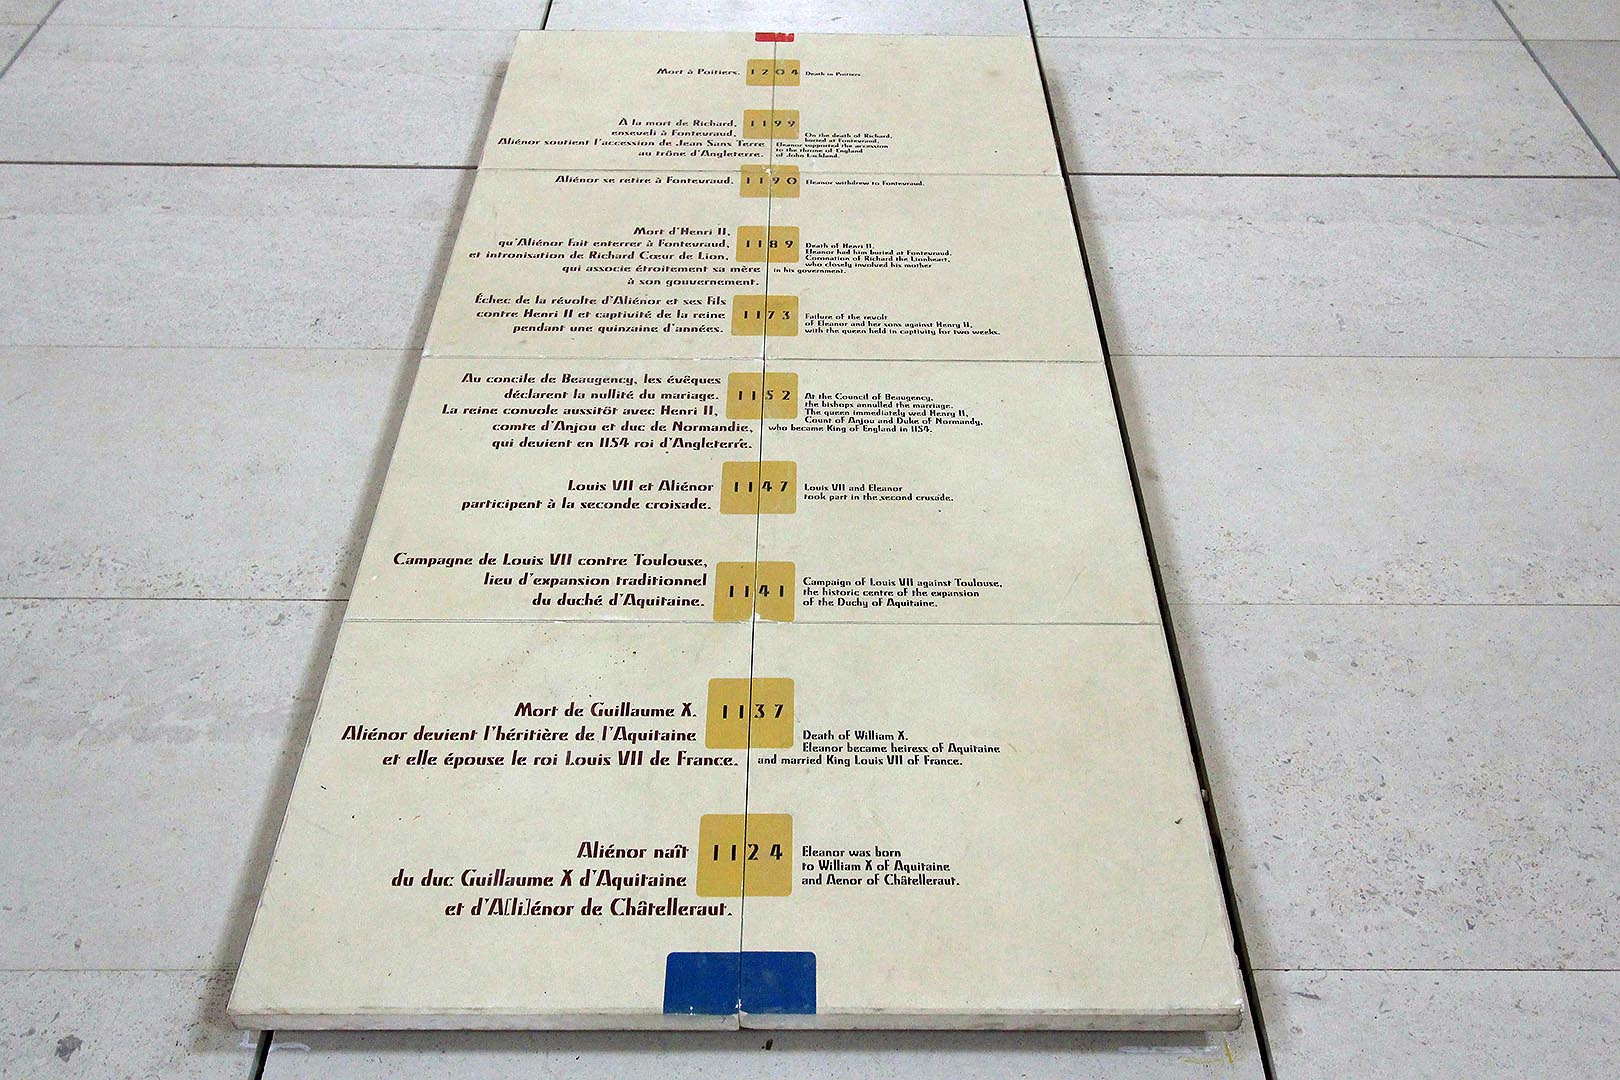 Mort à Poitiers.
1204
Death in Poitiers.
A la mort de Richard,
enseveli à Fontevraud,
Aliénor soutient l'accession de Jean Sans Terre
au trône d'Angleterre.
1199
On the death of Richard,
buried at Fontevraud,
Eleanor supported the accession
to the throne of England
of John Lackland.
Aliénor se retire à Fontevraud.
1190
Eleanor withdrew to Fontevraud.
Mort d'Henri II,
qu'Aliénor fait enterrer à Fontevraud,
et intronisation de Richard Cœur de Lion,
qui associe étroitement sa mère
à son gouvernement.
1189
Death of Henri II.
Eleanor had him buried at Fontevraud.
Coronation of Richard the Lionheart,
who closely involved his mother
in his government.
Échec de la révolte d'Aliénor et ses fils
contre Henri II et captivité de la reine
pendant une quinzaine d'années.
1173
Failure of the revolt
of Eleanor and her sons against Henry II,
with the queen held in captivity for two weeks.
Au concile de Beaugency, les évêques
déclarent la nullité du mariage.
La reine convole aussitôt avec Henri II,
comte d'Anjou et duc de Normandie,
qui devient en 1154 roi d'Angleterre.
1152
At the Council of Beaugency,
the bishops annulled the marriage.
The queen immediately wed Henry II,
Count of Anjou and Duke of Normandy,
who became King of England in 1154.
Louis VII et Aliénor
participent à la seconde croisade.
1147
Louis VII and Eleanor
took part in the second crusade.
Campagne de Louis VII contre Toulouse,
lieu d'expansion traditionnel
du duché d'Aquitaine.
1141
Campaign of Louis VII against Toulouse,
the historic centre of the expansion
of the Duchy of Aquitaine.
Mort de Guillaume X.
Aliénor devient l'héritière de l'Aquitaine
et elle épouse le roi Louis VII de France.
1137
Death of William X.
Eleanor became heiress of Aquitaine
and married King Louis VII of France.
Aliénor naît
du duc Guillaume X d'Aquitaine
et d'A[li]énor de Châtelleraut.
1124
Eleanor was born
to William X of Aquitaine
and Aenor of Châtelleraut.